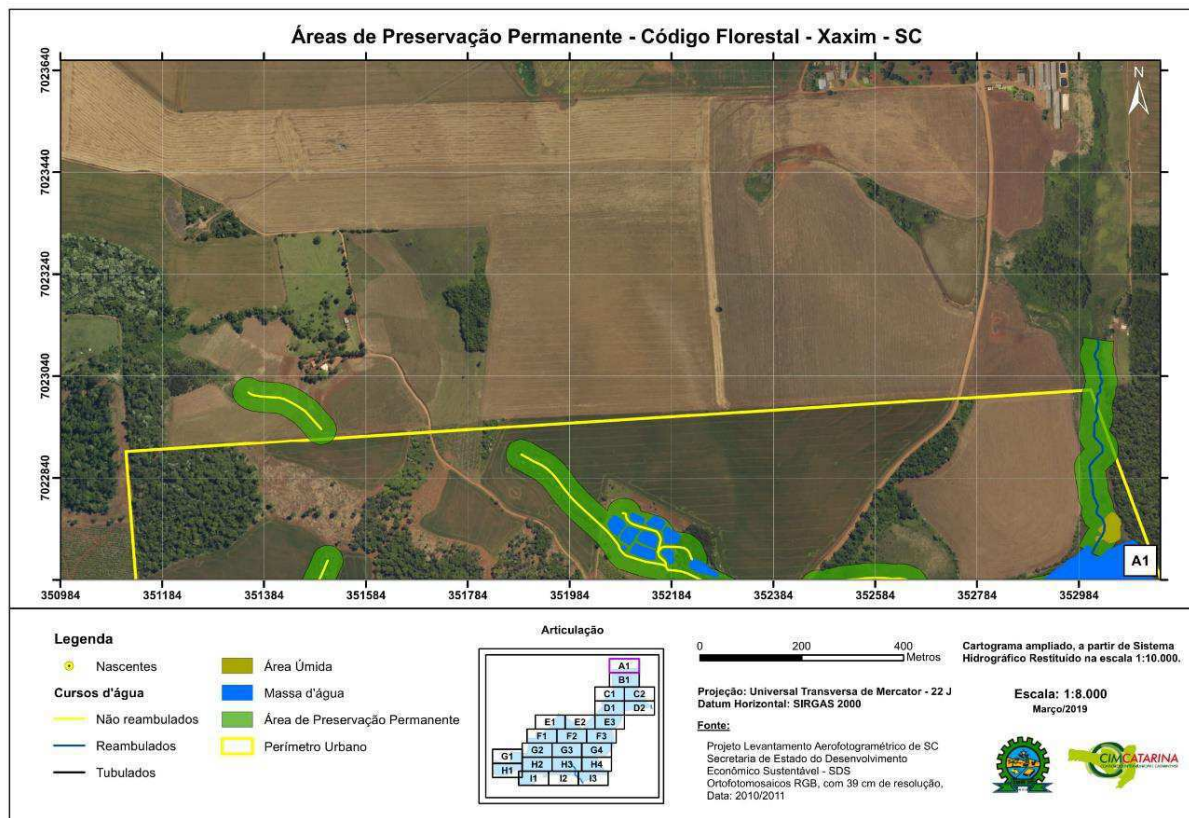 Áreas de Preservação Permanente - Código Florestal - Xaxim - SC
7023640
7023440
7023240
7023040
7022840
N
A1
350984 351184 351384 351584 351784 351984 352184 352384 352584 352784 352984
Legenda
Nascentes
Cursos d'água
Não reambulados
Reambulados
Tubulados
Área Úmida
Massa d'água
Área de Preservação Permanente
Perímetro Urbano
Articulação
A1
B1
C1 C2
D1 D2
E1 E2 E3
F1 F2 F3
G1 G2 G3 G4
H1 H2 H3 H4
I1 I2 I3
0 200 400
Metros
Projeção: Universal Transversa de Mercator - 22 J
Datum Horizontal: SIRGAS 2000
Fonte:
Projeto Levantamento Aerofotogramétrico de SC
Secretaria de Estado do Desenvolvimento
Econômico Sustentável - SDS
Ortofotomosaicos RGB, com 39 cm de resolução,
Data: 2010/2011
Cartograma ampliado, a partir de Sistema
Hidrográfico Restituído na escala 1:10.000.
Escala: 1:8.000
Março/2019
CIMCATARINA